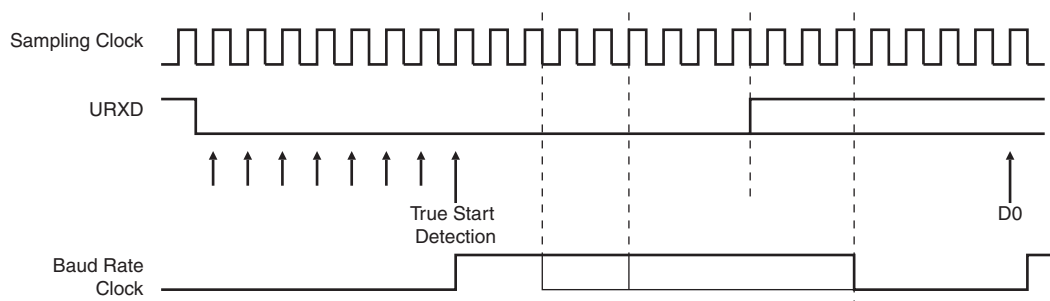 Sampling Clock
URXD
True Start
Detection
D0
Baud Rate
Clock